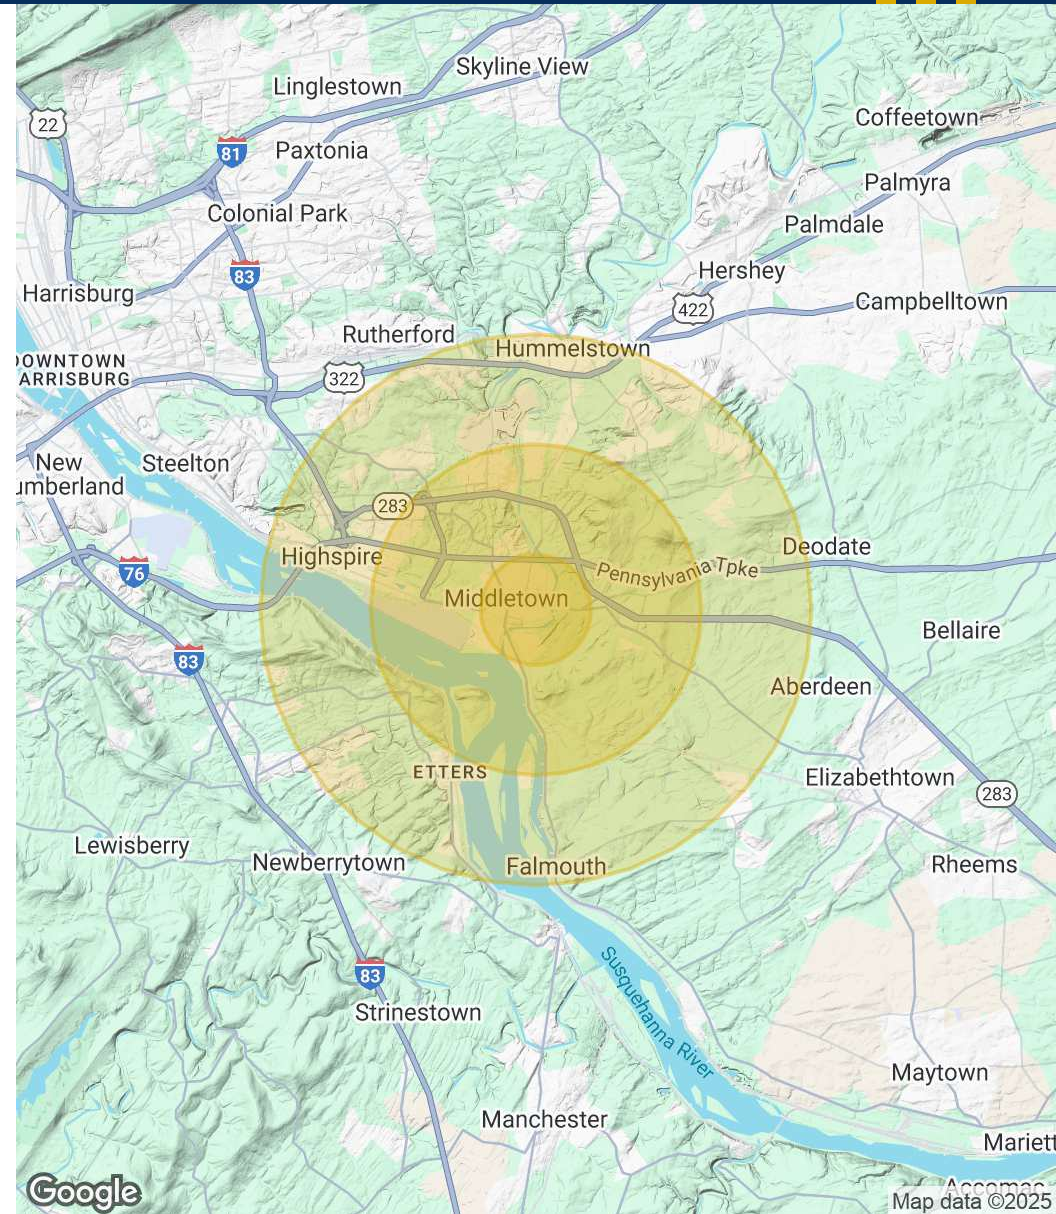 Skyline View
Linglestown
Coffeetown
22
81
Paxtonia
Palmyra
Colonial Park
Palmdale
83
Hershey
Harrisburg
422
Campbelltown
Rutherford
Hummelstown
DOWNTOWN
ARRISBURG
322
New
umberland
Steelton
283
Highspire
Deodate
76
Pennsylvania Tpke
Middletown
Bellaire
83
Aberdeen
ETTERS
Elizabethtown
283
Lewisberry
Newberrytown
Falmouth
Rheems
83
Susquehanna River
Strinestown
Maytown
Manchester
Mariett
Accomac
Google
Map data ©2025